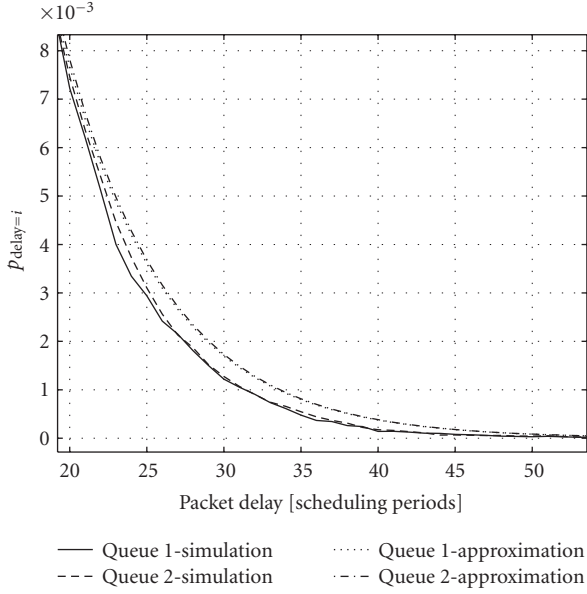 ×10⁻³
8
7
6
5
4
3
2
1
0
p_delay=i
20 25 30 35 40 45 50
Packet delay [scheduling periods]
Queue 1-simulation Queue 1-approximation
Queue 2-simulation Queue 2-approximation